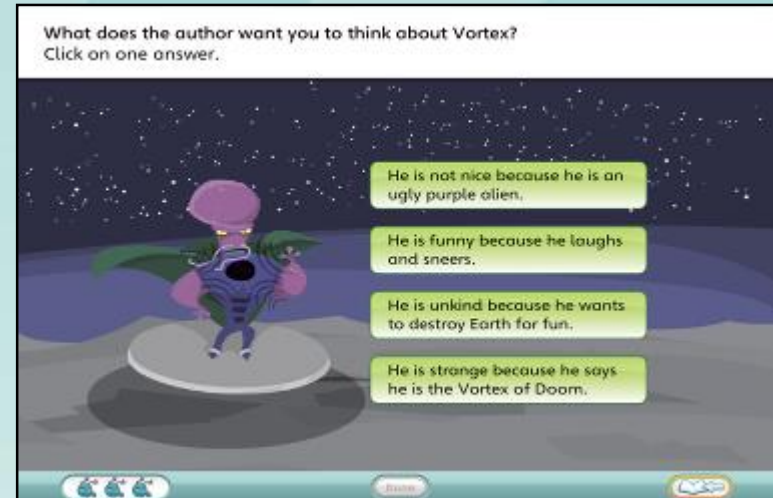 What does the author want you to think about Vortex?
Click on one answer.
He is not nice because he is an
ugly purple alien.
He is funny because he laughs
and sneers.
He is unkind because he wants
to destroy Earth for fun.
He is strange because he says
he is the Vortex of Doom.